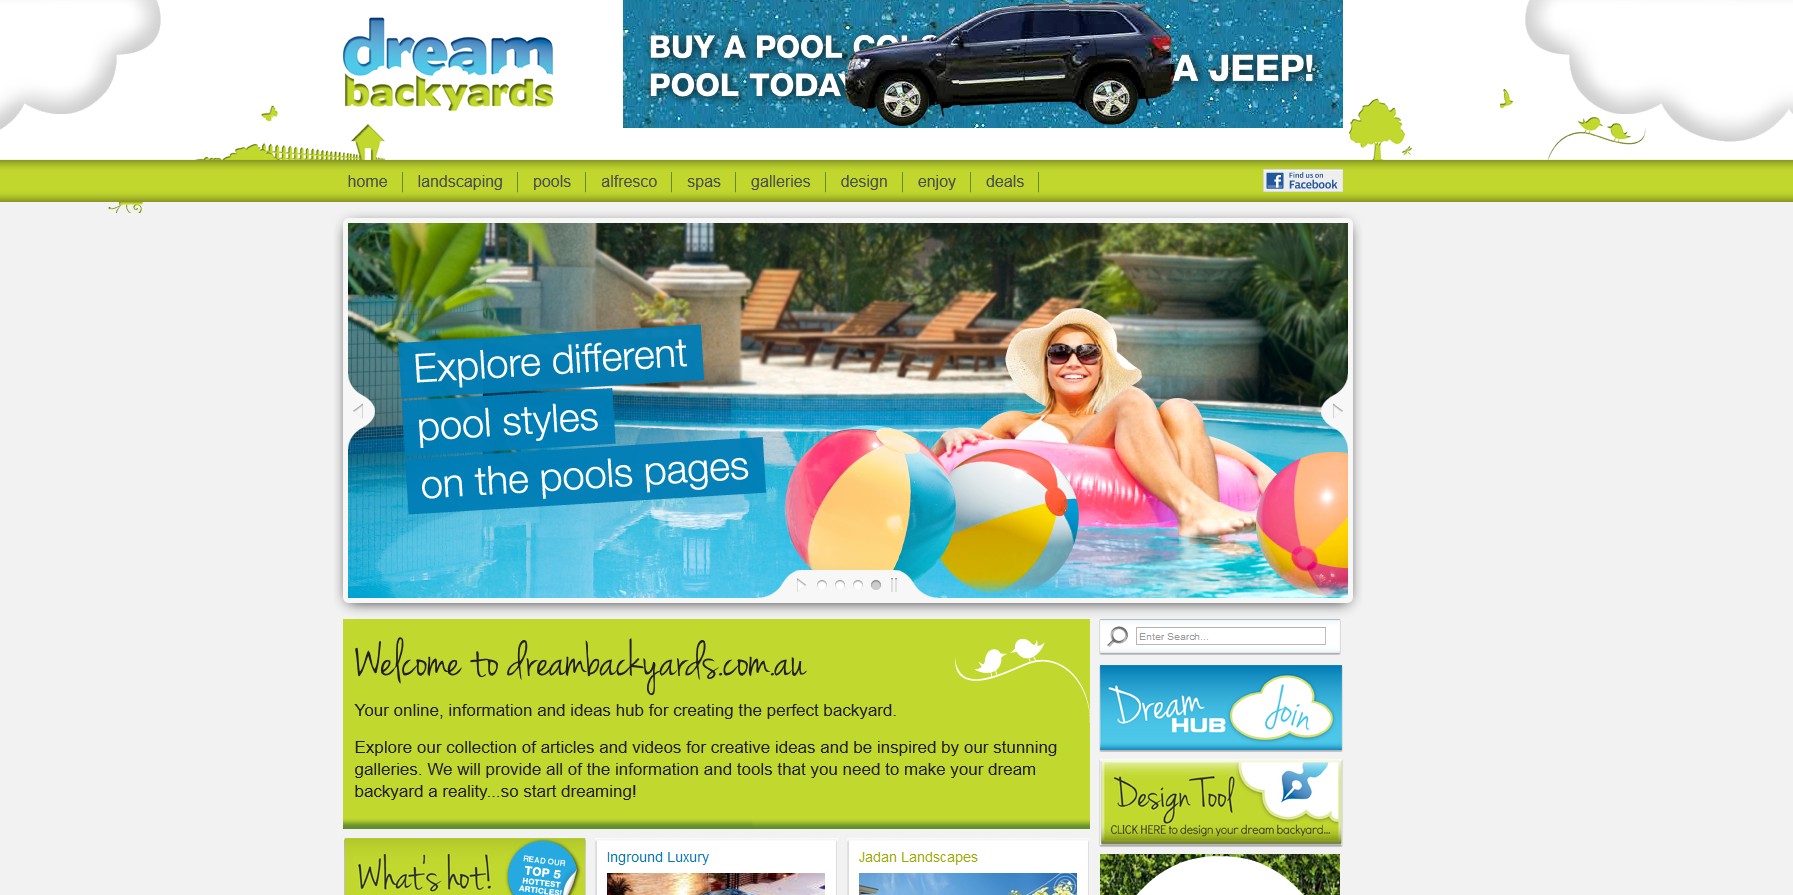 dream
backyards
BUY A POOL
POOL TODAY
A JEEP!
home
landscaping
pools
alfresco
spas
galleries
design
enjoy
deals
Find us on
Facebook
Explore different
pool styles
on the pools pages
Welcome to dreambackyards.com.au
Your online, information and ideas hub for creating the perfect backyard.
Explore our collection of articles and videos for creative ideas and be inspired by our stunning
galleries. We will provide all of the information and tools that you need to make your dream
backyard a reality...so start dreaming!
Enter Search...
Dream
HUB
Join
Design Tool
CLICK HERE to design your dream backyard...
What's hot!
READ OUR
TOP 5
HOTTEST
ARTICLES!
Inground Luxury
Jadan Landscapes